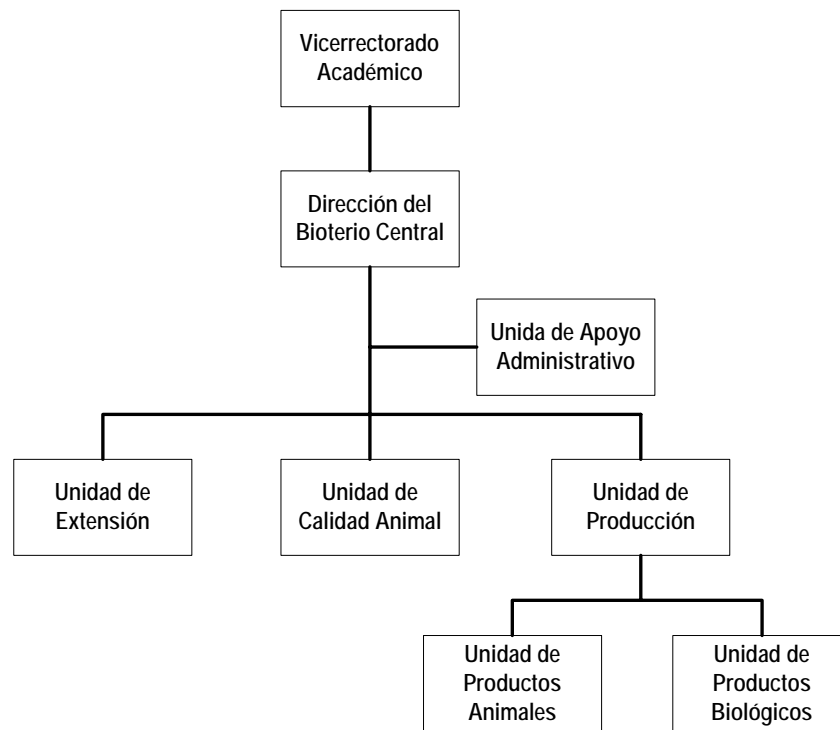 Vicerrectorado
Académico
Dirección del
Bioterio Central
Unida de Apoyo
Administrativo
Unidad de
Extensión
Unidad de
Calidad Animal
Unidad de
Producción
Unidad de
Productos
Animales
Unidad de
Productos
Biológicos